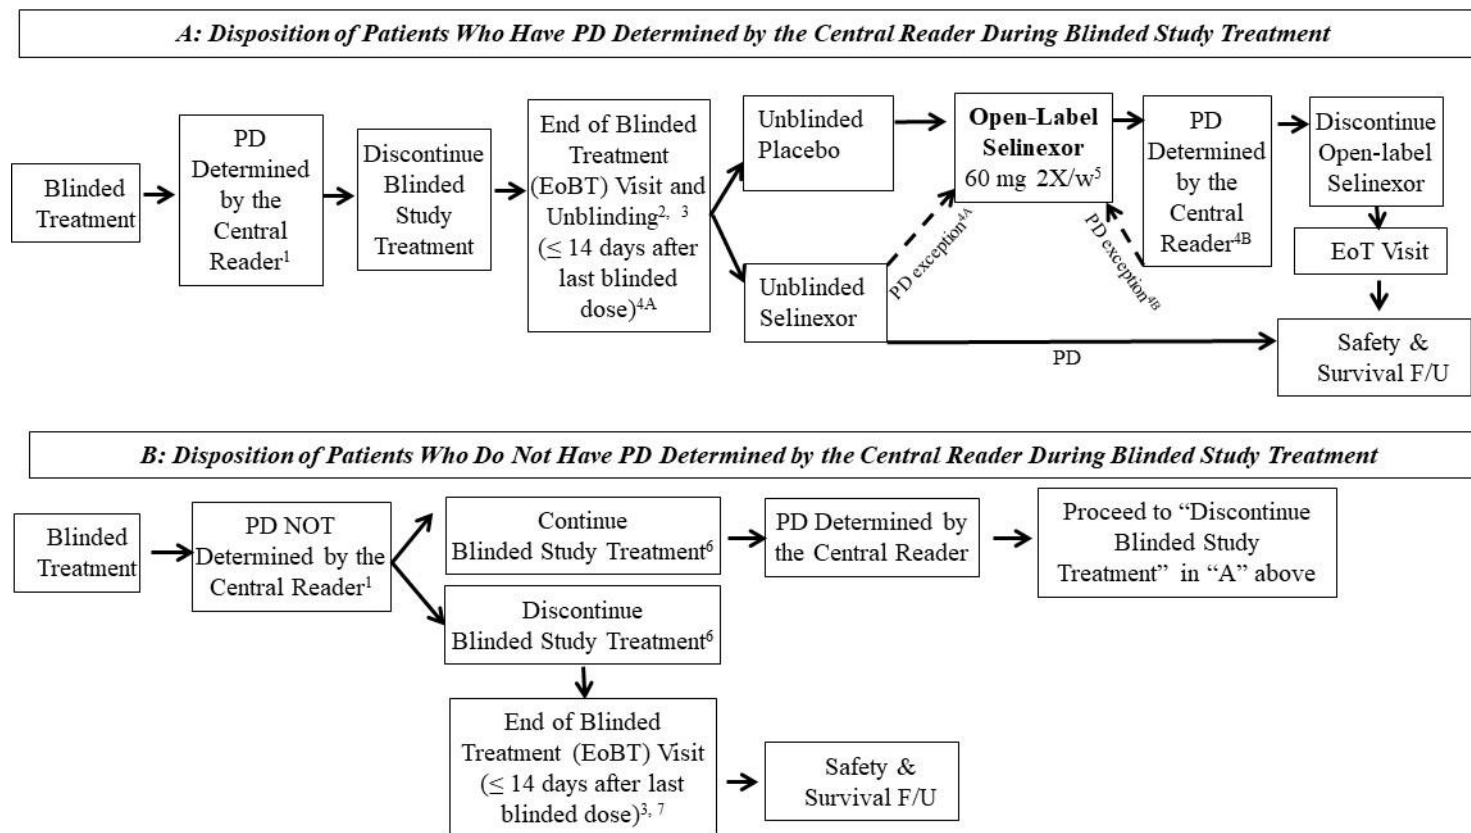 A: Disposition of Patients Who Have PD Determined by the Central Reader During Blinded Study Treatment
Blinded
Treatment
PD
Determined
by the
Central
Reader1
Discontinue
Blinded
Study
Treatment
End of Blinded
Treatment
(EoBT) Visit and
Unblinding2, 3
(≤ 14 days after
last blinded
dose)4A
Unblinded
Placebo
Unblinded
Selinexor
PD exception4A
Open-Label
Selinexor
60 mg 2X/w5
PD exception4B
PD
PD
Determined
by the
Central
Reader4B
Discontinue
Open-label
Selinexor
EoT Visit
Safety &
Survival F/U
B: Disposition of Patients Who Do Not Have PD Determined by the Central Reader During Blinded Study Treatment
Blinded
Treatment
PD NOT
Determined by the
Central Reader1
Continue
Blinded Study Treatment6
PD Determined by
the Central Reader
Proceed to “Discontinue
Blinded Study
Treatment” in “A” above
Discontinue
Blinded Study Treatment6
End of Blinded
Treatment (EoBT) Visit
(≤ 14 days after last
blinded dose)3, 7
Safety &
Survival F/U